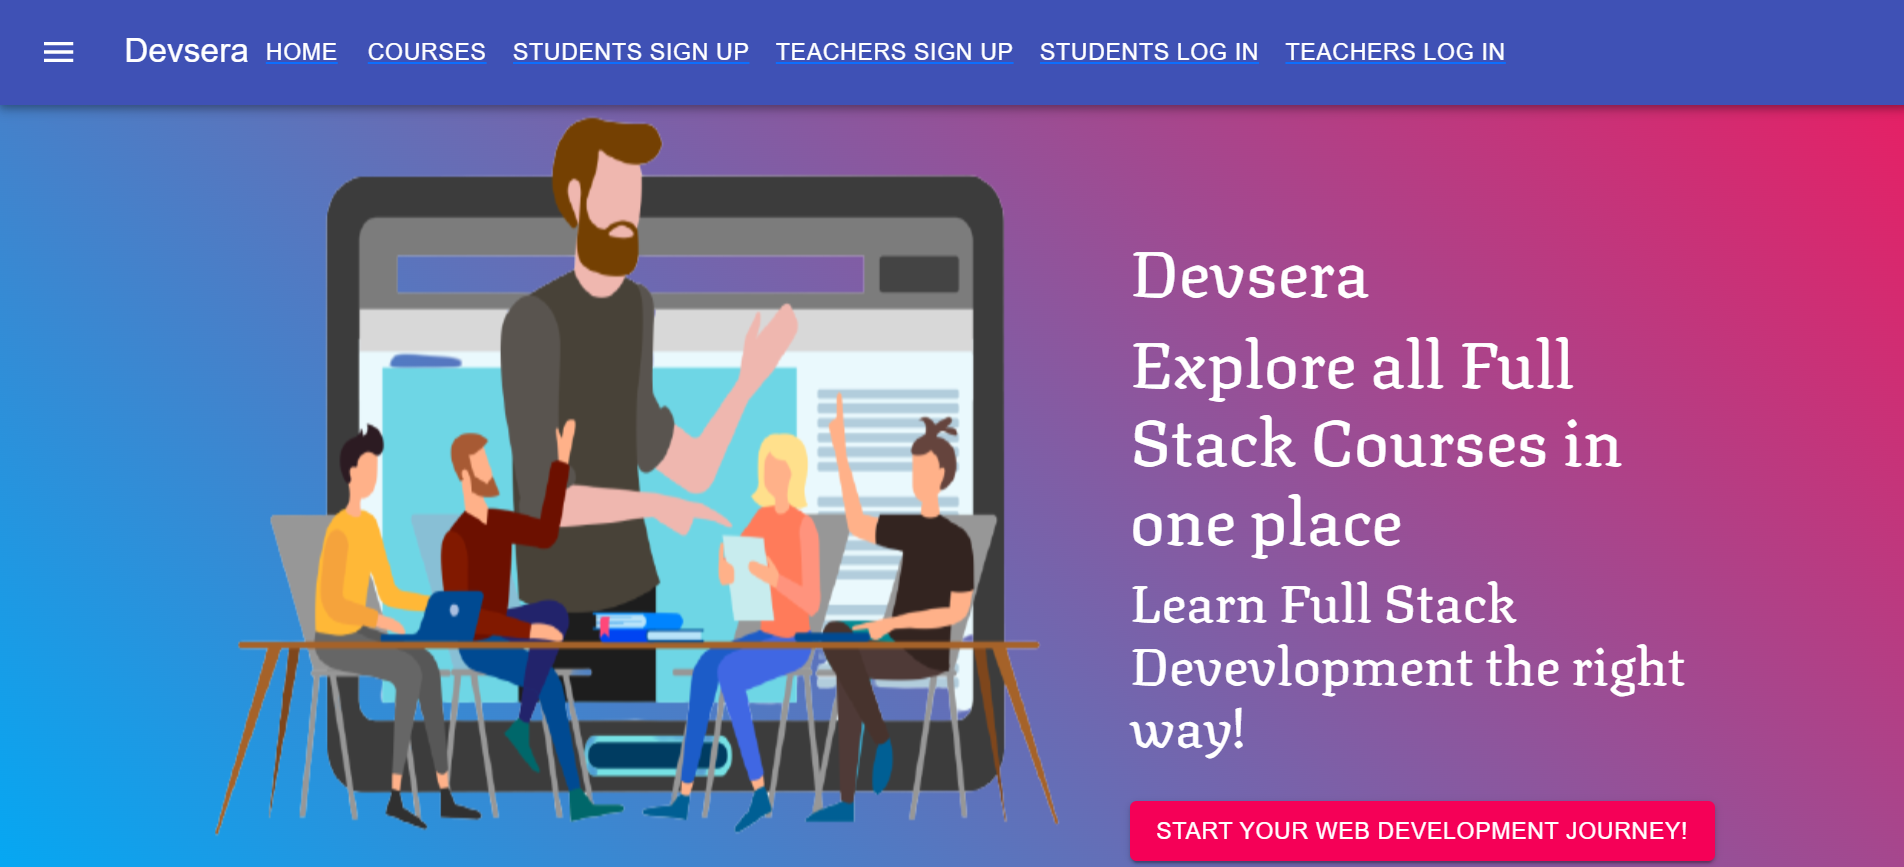 Devsera HOME COURSES STUDENTS SIGN UP TEACHERS SIGN UP STUDENTS LOG IN TEACHERS LOG IN
Devsera
Explore all Full
Stack Courses in
one place
Learn Full Stack
Devevlopment the right
way!
START YOUR WEB DEVELOPMENT JOURNEY!